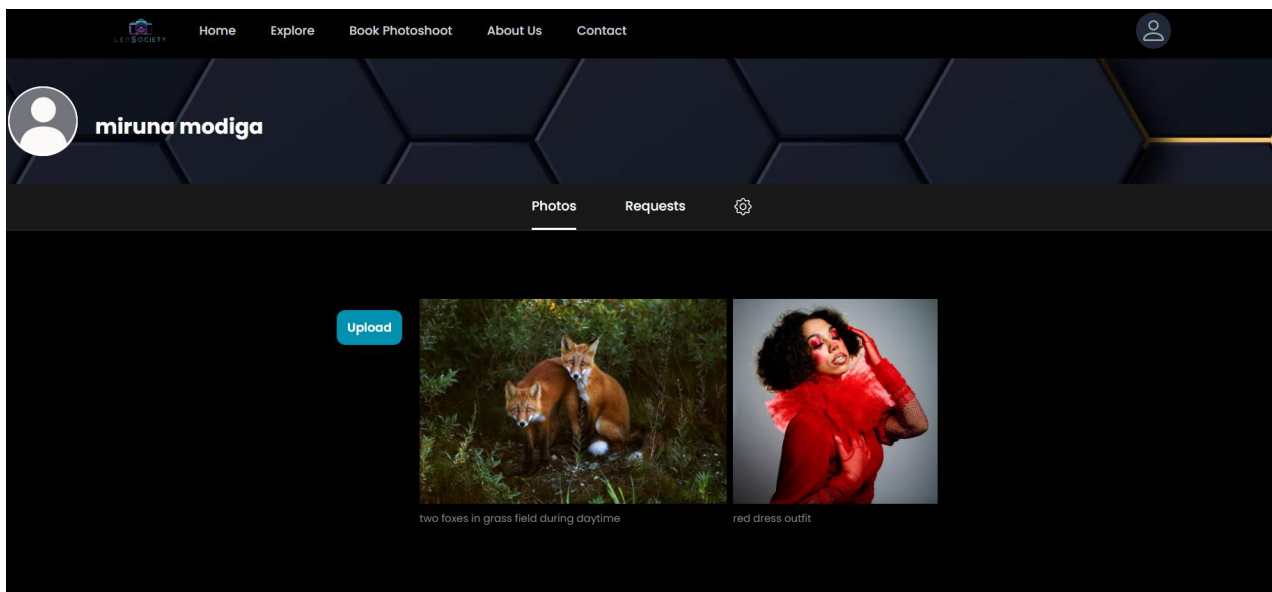 LENSOCIETY
Home Explore Book Photoshoot About Us Contact
miruna modiga
Photos Requests
Upload
two foxes in grass field during daytime
red dress outfit